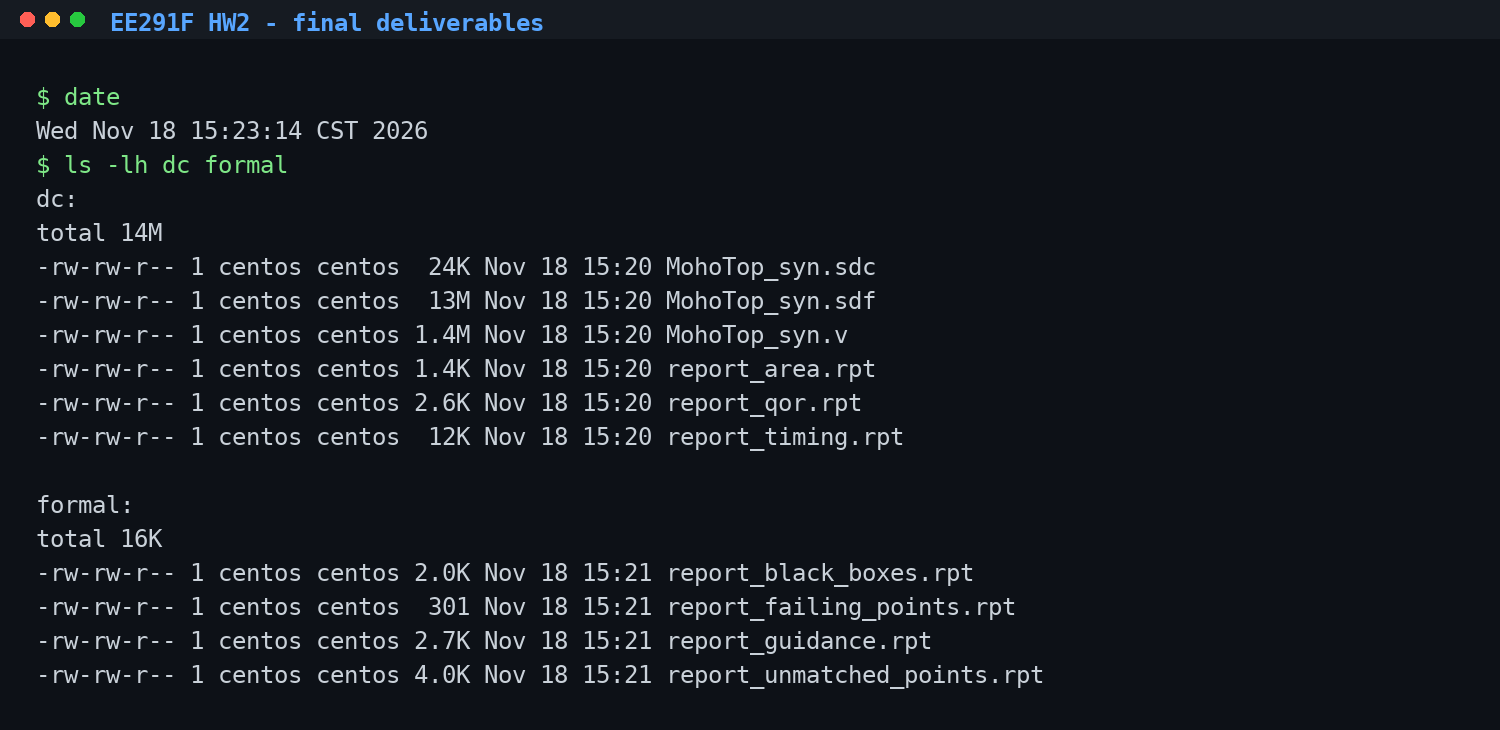 EE291F HW2 - final deliverables
$ date
Wed Nov 18 15:23:14 CST 2026
$ ls -lh dc formal
dc:
total 14M
-rw-rw-r-- 1 centos centos  24K Nov 18 15:20 MohoTop_syn.sdc
-rw-rw-r-- 1 centos centos  13M Nov 18 15:20 MohoTop_syn.sdf
-rw-rw-r-- 1 centos centos 1.4M Nov 18 15:20 MohoTop_syn.v
-rw-rw-r-- 1 centos centos 1.4K Nov 18 15:20 report_area.rpt
-rw-rw-r-- 1 centos centos 2.6K Nov 18 15:20 report_qor.rpt
-rw-rw-r-- 1 centos centos  12K Nov 18 15:20 report_timing.rpt
formal:
total 16K
-rw-rw-r-- 1 centos centos 2.0K Nov 18 15:21 report_black_boxes.rpt
-rw-rw-r-- 1 centos centos  301 Nov 18 15:21 report_failing_points.rpt
-rw-rw-r-- 1 centos centos 2.7K Nov 18 15:21 report_guidance.rpt
-rw-rw-r-- 1 centos centos 4.0K Nov 18 15:21 report_unmatched_points.rpt